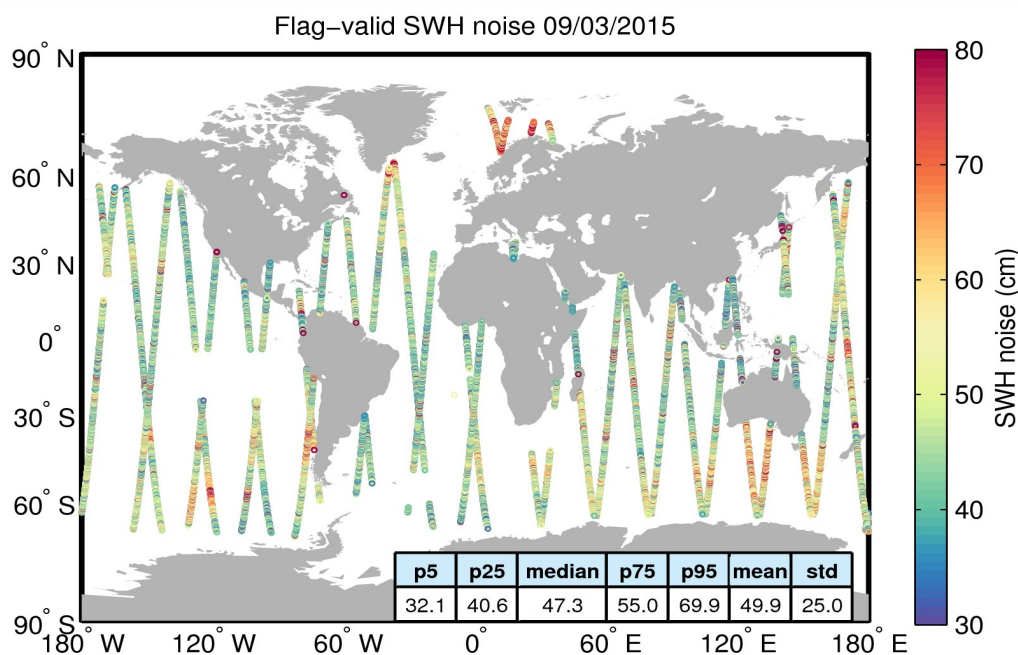 Flag−valid SWH noise 09/03/2015
90° N
60° N
30° N
0°
30° S
60° S
90° S
180° W
120° W
60° W
0°
60° E
120° E
180° E
p5 p25 median p75 p95 mean std
32.1 40.6 47.3 55.0 69.9 49.9 25.0
80
70
60
50
40
30
SWH noise (cm)